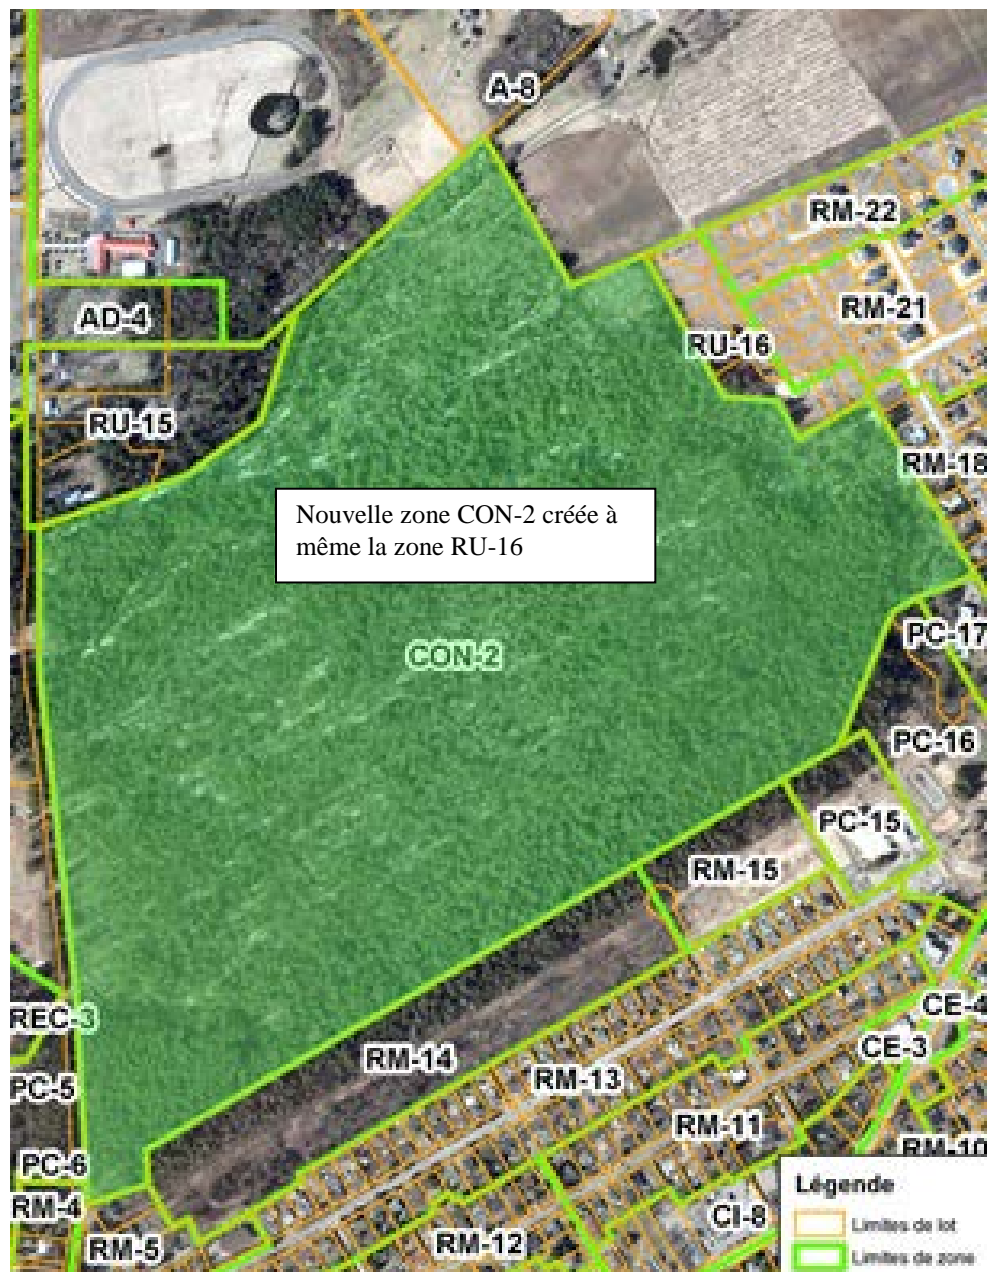 A-8
RM-22
RM-21
AD-4
RU-16
RU-15
RM-18
Nouvelle zone CON-2 créée à
même la zone RU-16
PC-17
CON-2
PC-16
PC-15
RM-15
CE-4
REC-3
CE-3
RM-14
RM-13
PC-5
RM-11
RM-10
PC-6
Légende
RM-4
CI-8
Limites de lot
RM-5
RM-12
Limites de zone